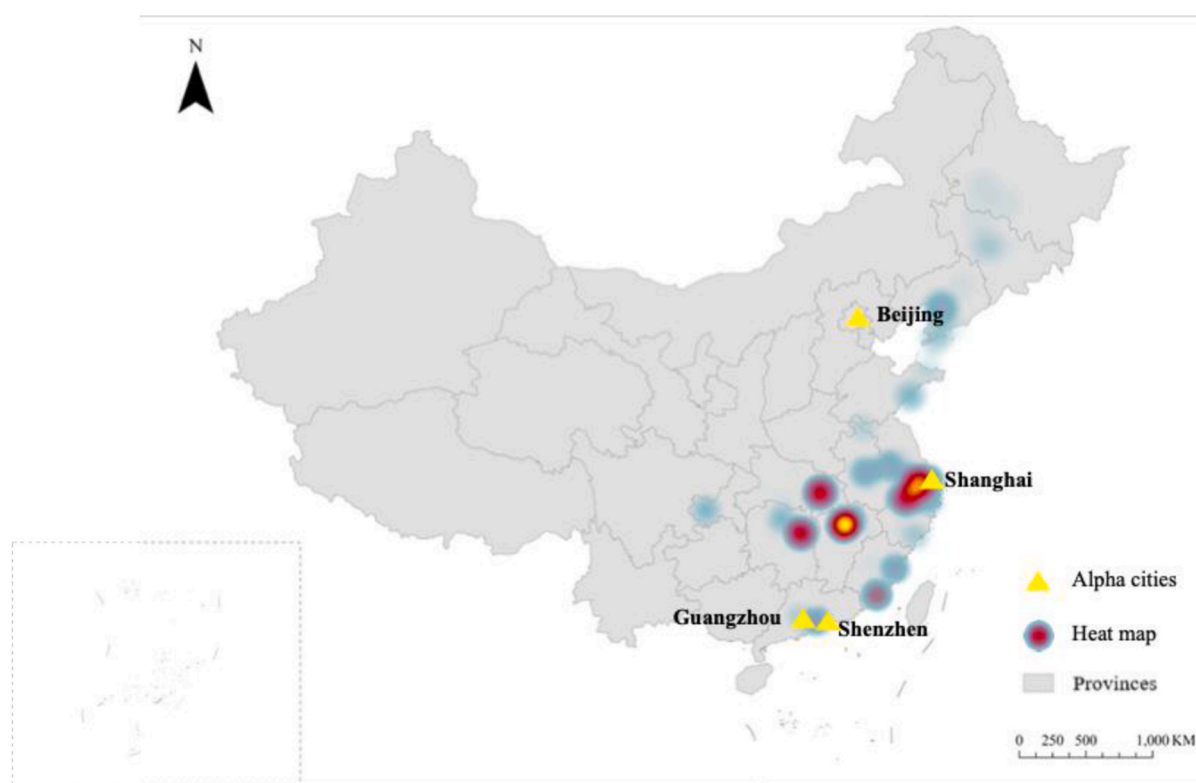 N
Beijing
Shanghai
Guangzhou
Shenzhen
Alpha cities
Heat map
Provinces
0 250 500 1,000 KM